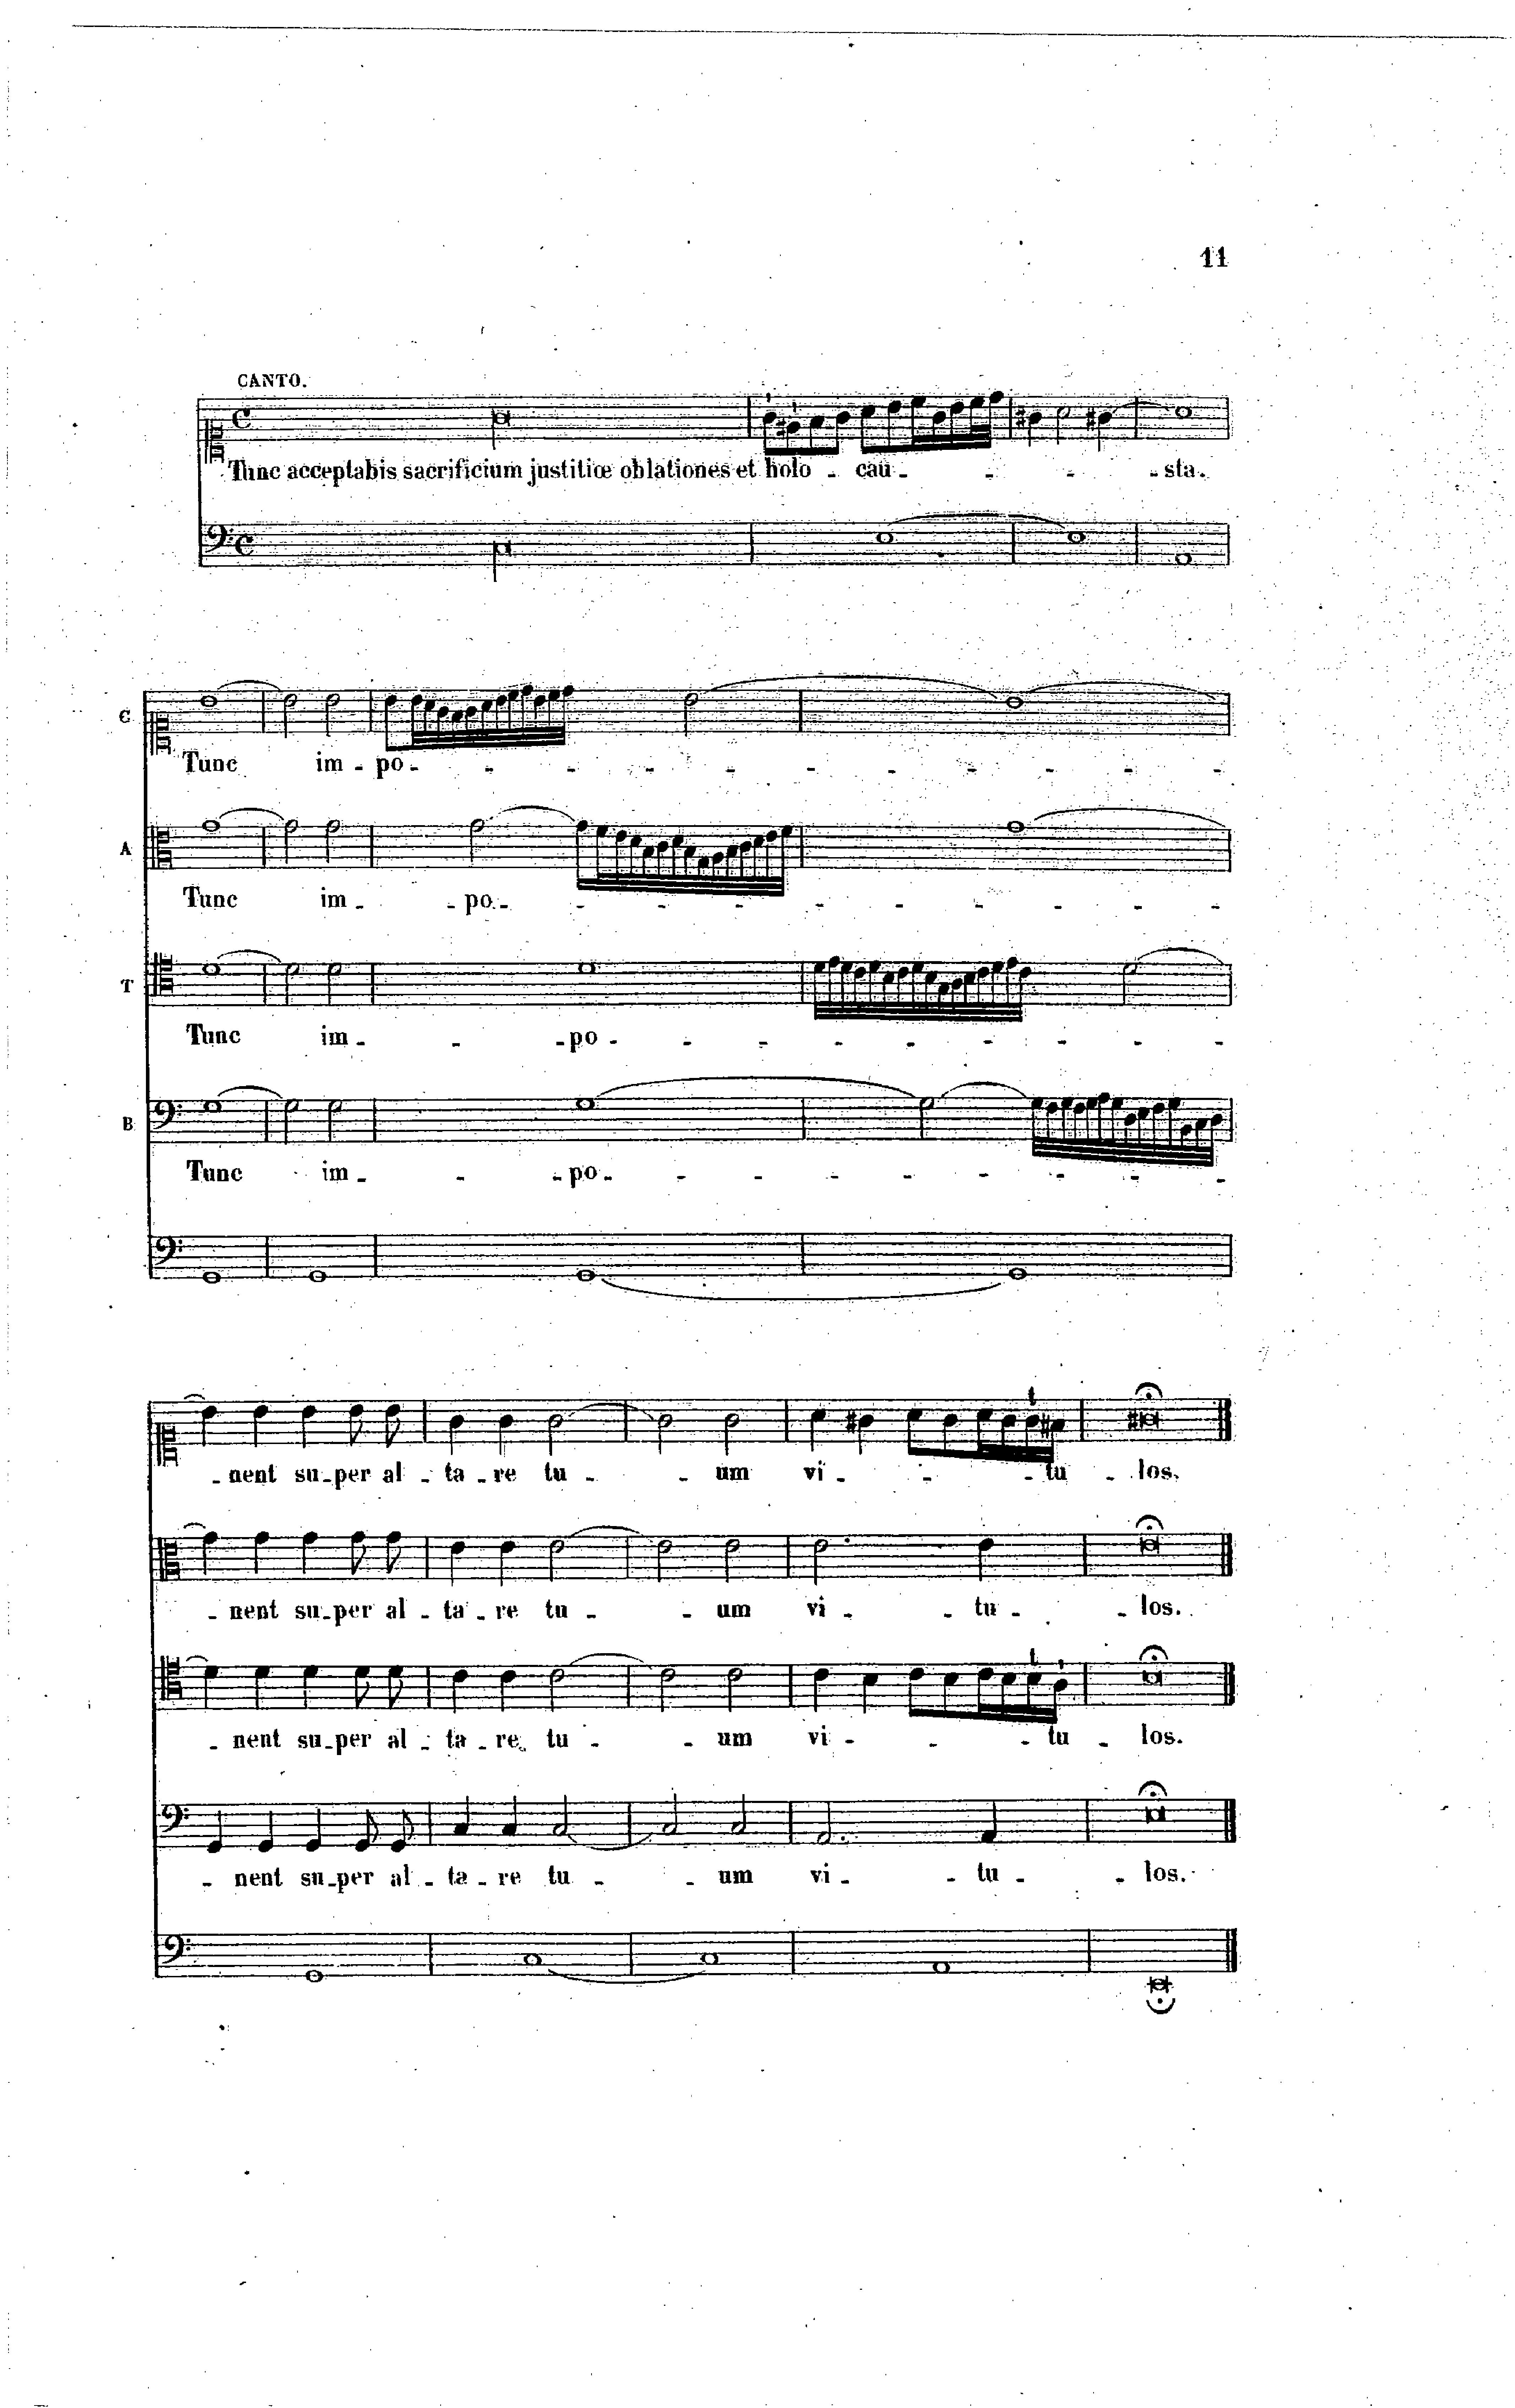 11
CANTO.
Tunc acceptabis sacrificium justitiœ oblationes et holo - cau - - - - sta.
C
Tunc im - po - - - - - - - - - - -
A
Tunc im - - po - - - - - - - - - -
T
Tunc im - - - po - - - - - - - - -
B
Tunc im - - - po - - - - - - - - -
- nent su - per al - ta - re tu - - um vi - - - tu - los.
- nent su - per al - ta - re tu - - um vi - - tu - - los.
- nent su - per al - ta - re tu - - um vi - - - tu - los.
- nent su - per al - ta - re tu - - um vi - - tu - - los.